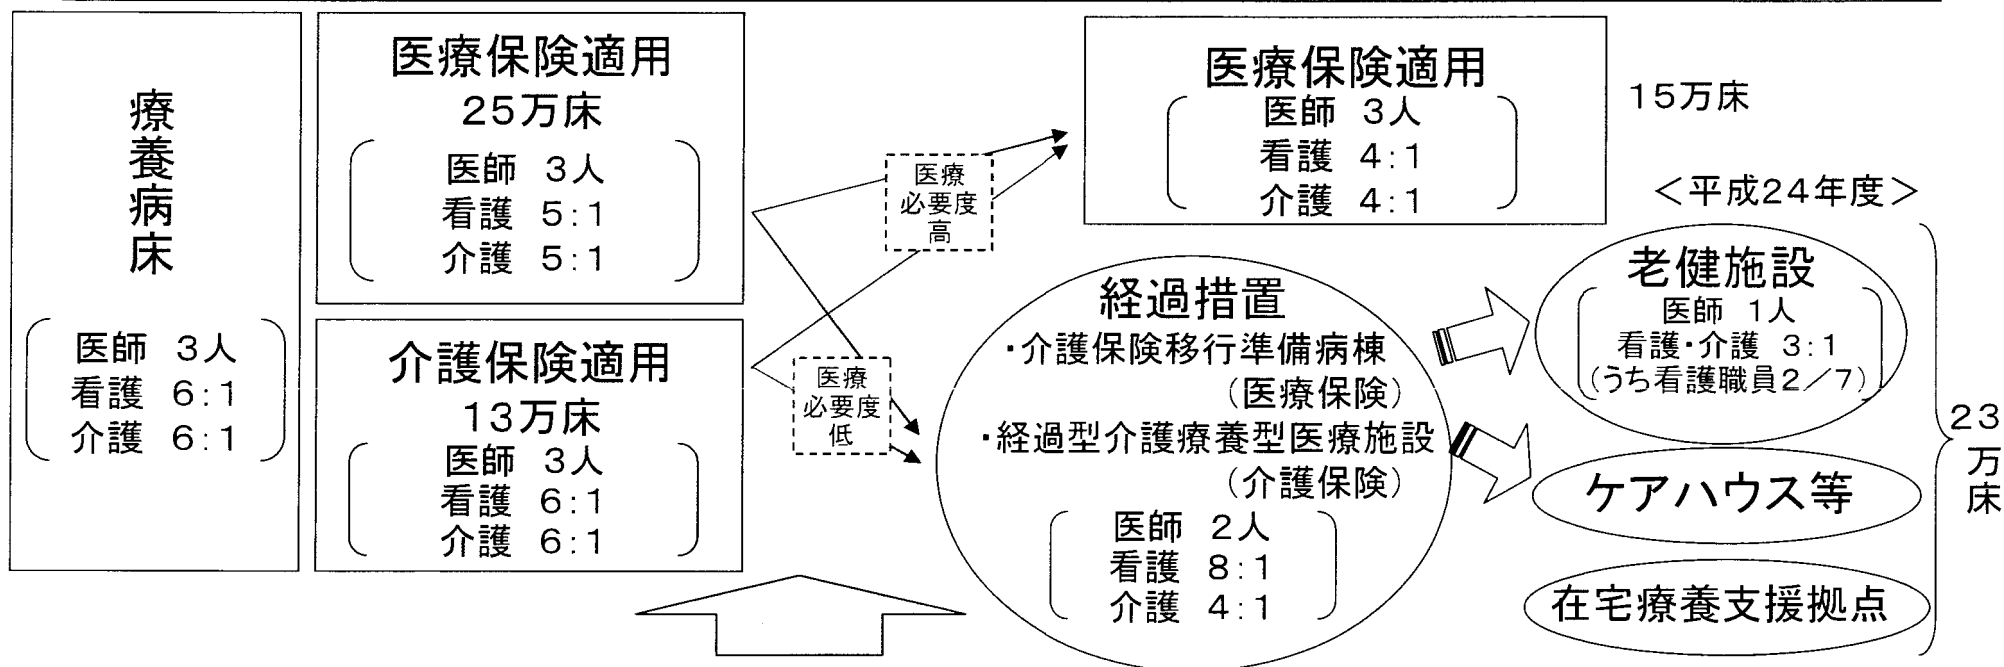 療養病床
医師 3人
看護 6:1
介護 6:1
医療保険適用
25万床
医師 3人
看護 5:1
介護 5:1
介護保険適用
13万床
医師 3人
看護 6:1
介護 6:1
医療
必要度
高
医療
必要度
低
医療保険適用
医師 3人
看護 4:1
介護 4:1
15万床
＜平成24年度＞
経過措置
・介護保険移行準備病棟
(医療保険)
・経過型介護療養型医療施設
(介護保険)
医師 2人
看護 8:1
介護 4:1
老健施設
医師 1人
看護・介護 3:1
(うち看護職員2／7)
ケアハウス等
在宅療養支援拠点
23万床